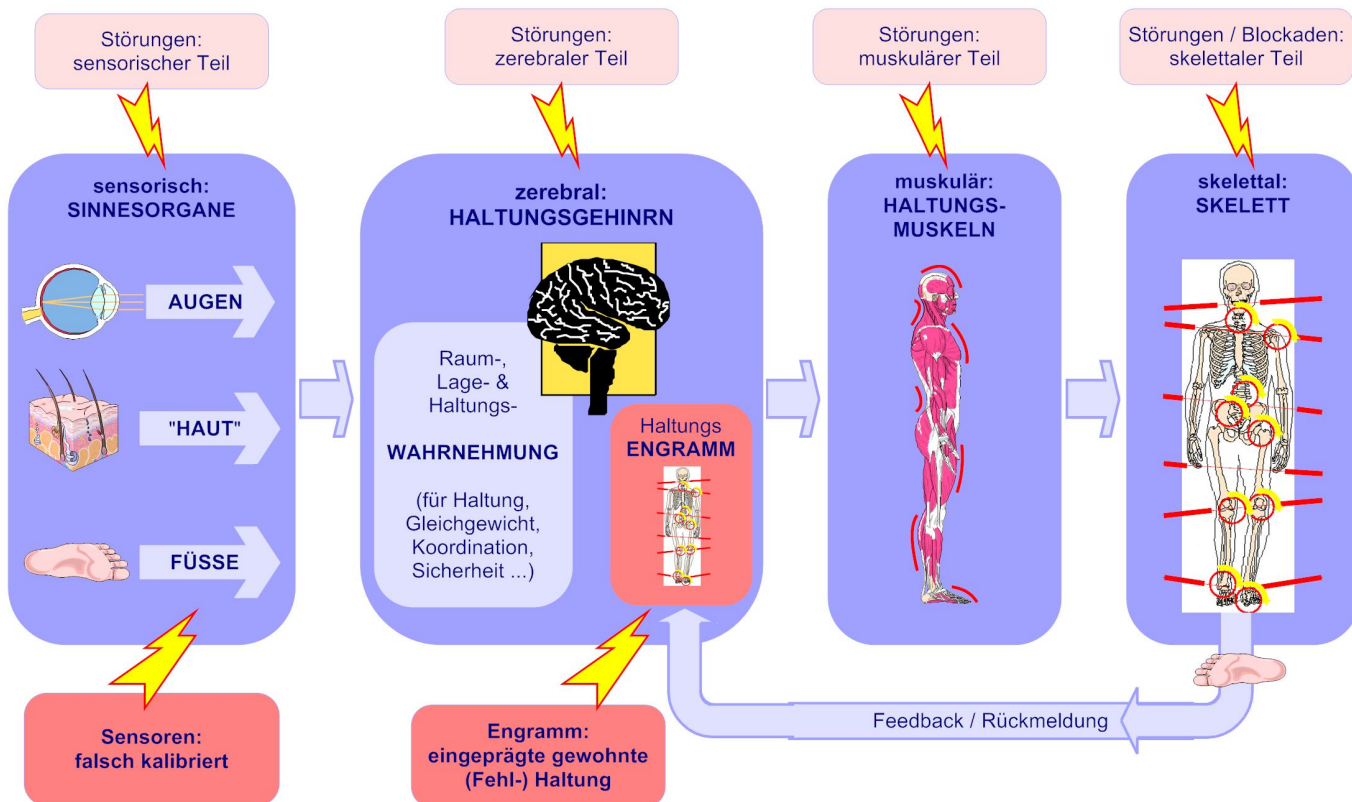 Störungen:
sensorischer Teil
Störungen:
zerebraler Teil
Störungen:
muskulärer Teil
Störungen / Blockaden:
skelettaler Teil
sensorisch:
SINNESORGANE
AUGEN
"HAUT"
FÜSSE
zerebral:
HALTUNGSGEHINRN
Raum-,
Lage- &
Haltungs-
WAHRNEHMUNG
(für Haltung,
Gleichgewicht,
Koordination,
Sicherheit ...)
Haltungs
ENGRAMM
muskulär:
HALTUNGS-
MUSKELN
skelettal:
SKELETT
Sensoren:
falsch kalibriert
Engramm:
eingeprägte gewohnte
(Fehl-) Haltung
Feedback / Rückmeldung